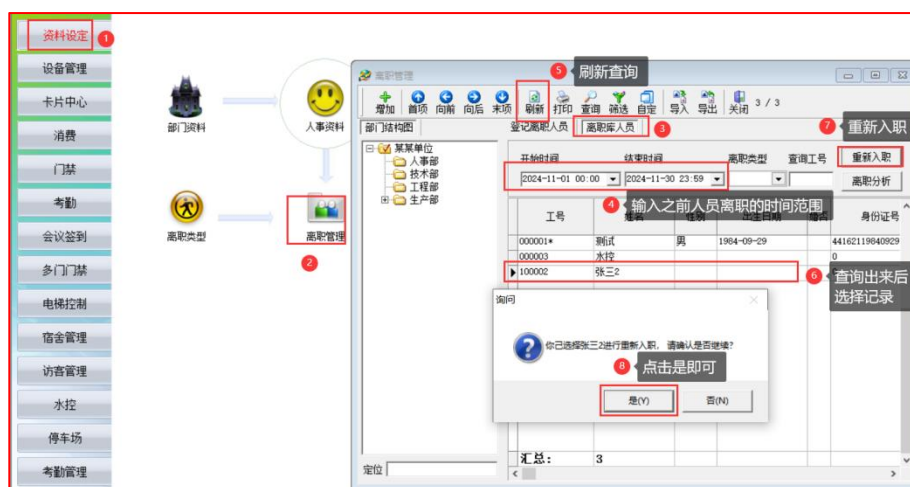 资料设定 1
设备管理
卡片中心
消费
门禁
考勤
会议签到
多门门禁
电梯控制
宿舍管理
访客管理
水控
停车场
考勤管理
部门资料
人事资料
离职类型
离职管理
2
离职管理
5 刷新查询
增加 首项 向前 向后 末项 刷新 打印 查询 筛选 自定 导入 导出 关闭 3 / 3
部门结构图
登记离职人员 离职库人员 3
7 重新入职
某某单位
人事部
技术部
工程部
生产部
开始时间 结束时间 离职类型 查询工号 重新入职
2024-11-01 00:00 2024-11-30 23:59 离职分析
4 输入之前人员离职的时间范围
工号 姓名 性别 出生日期 身份证号
000001* 测试 男 1984-09-29 44162119840929
000003 水控 0
100002 张三2
6 查询出来后
选择记录
询问
你已选择张三2进行重新入职, 请确认是否继续?
8 点击是即可
是(Y) 否(N)
汇总: 3
定位